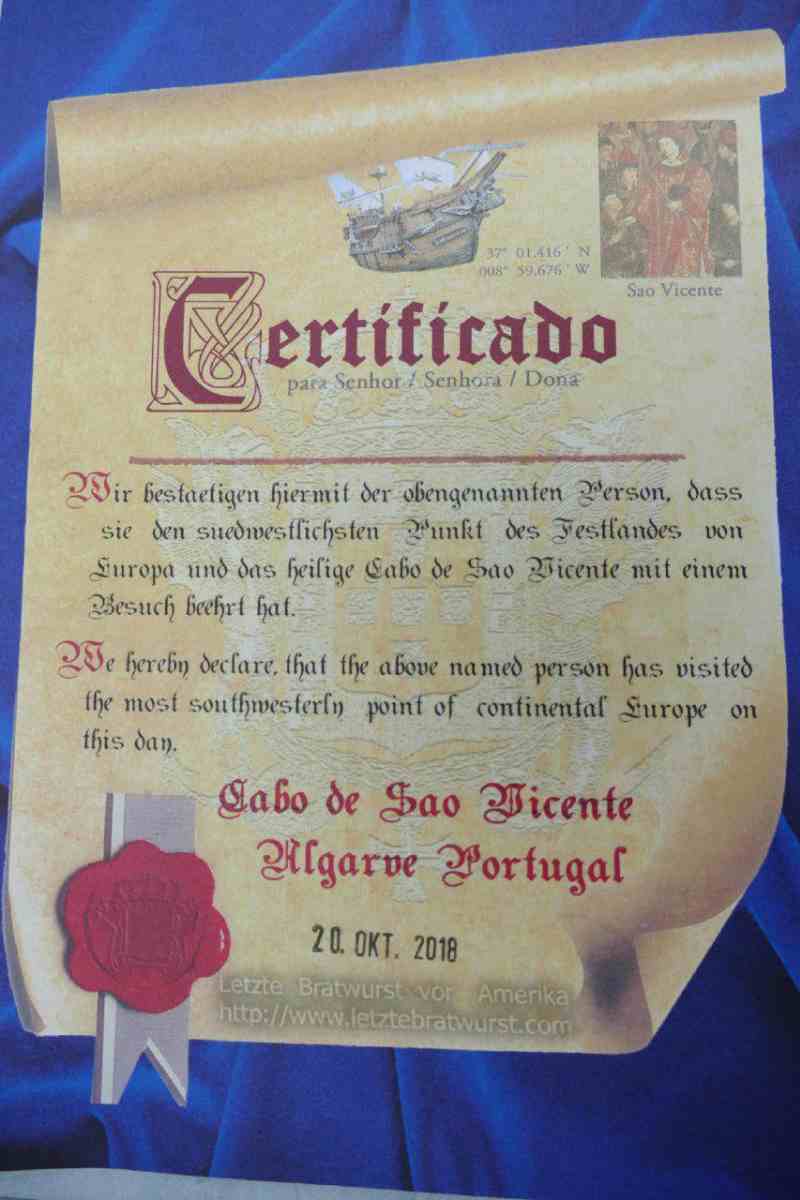 37° 01.416 ' N
008° 59.676 ' W
Sao Vicente
Certificado
para Senhor / Senhora / Dona
Wir bestaetigen hiermit der obengenannten Person, dass
sie den suedwestlichsten Punkt des Festlandes von
Europa und das heilige Cabo de Sao Vicente mit einem
Besuch beehrt hat.
We hereby declare, that the above named person has visited
the most southwesterly point of continental Europe on
this day.
Cabo de Sao Vicente
Algarve Portugal
20. OKT. 2018
Letzte Bratwurst vor Amerika
http://www.letztebratwurst.com